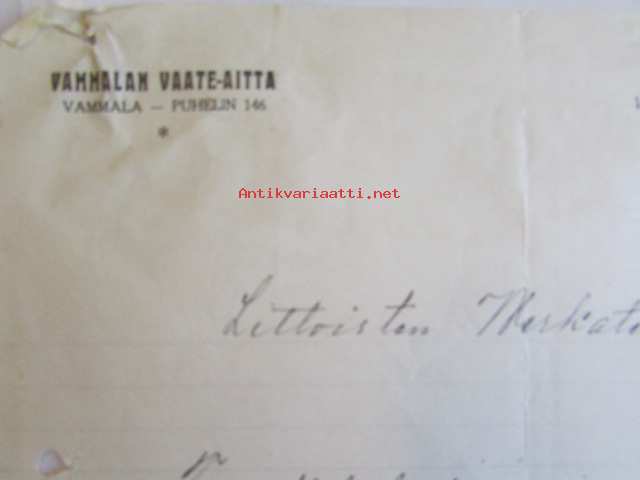 VAMMALAN VAATE-AITTA
VAMMALA — PUHELIN 146
*
Antikvariaatti.net
Littoisten